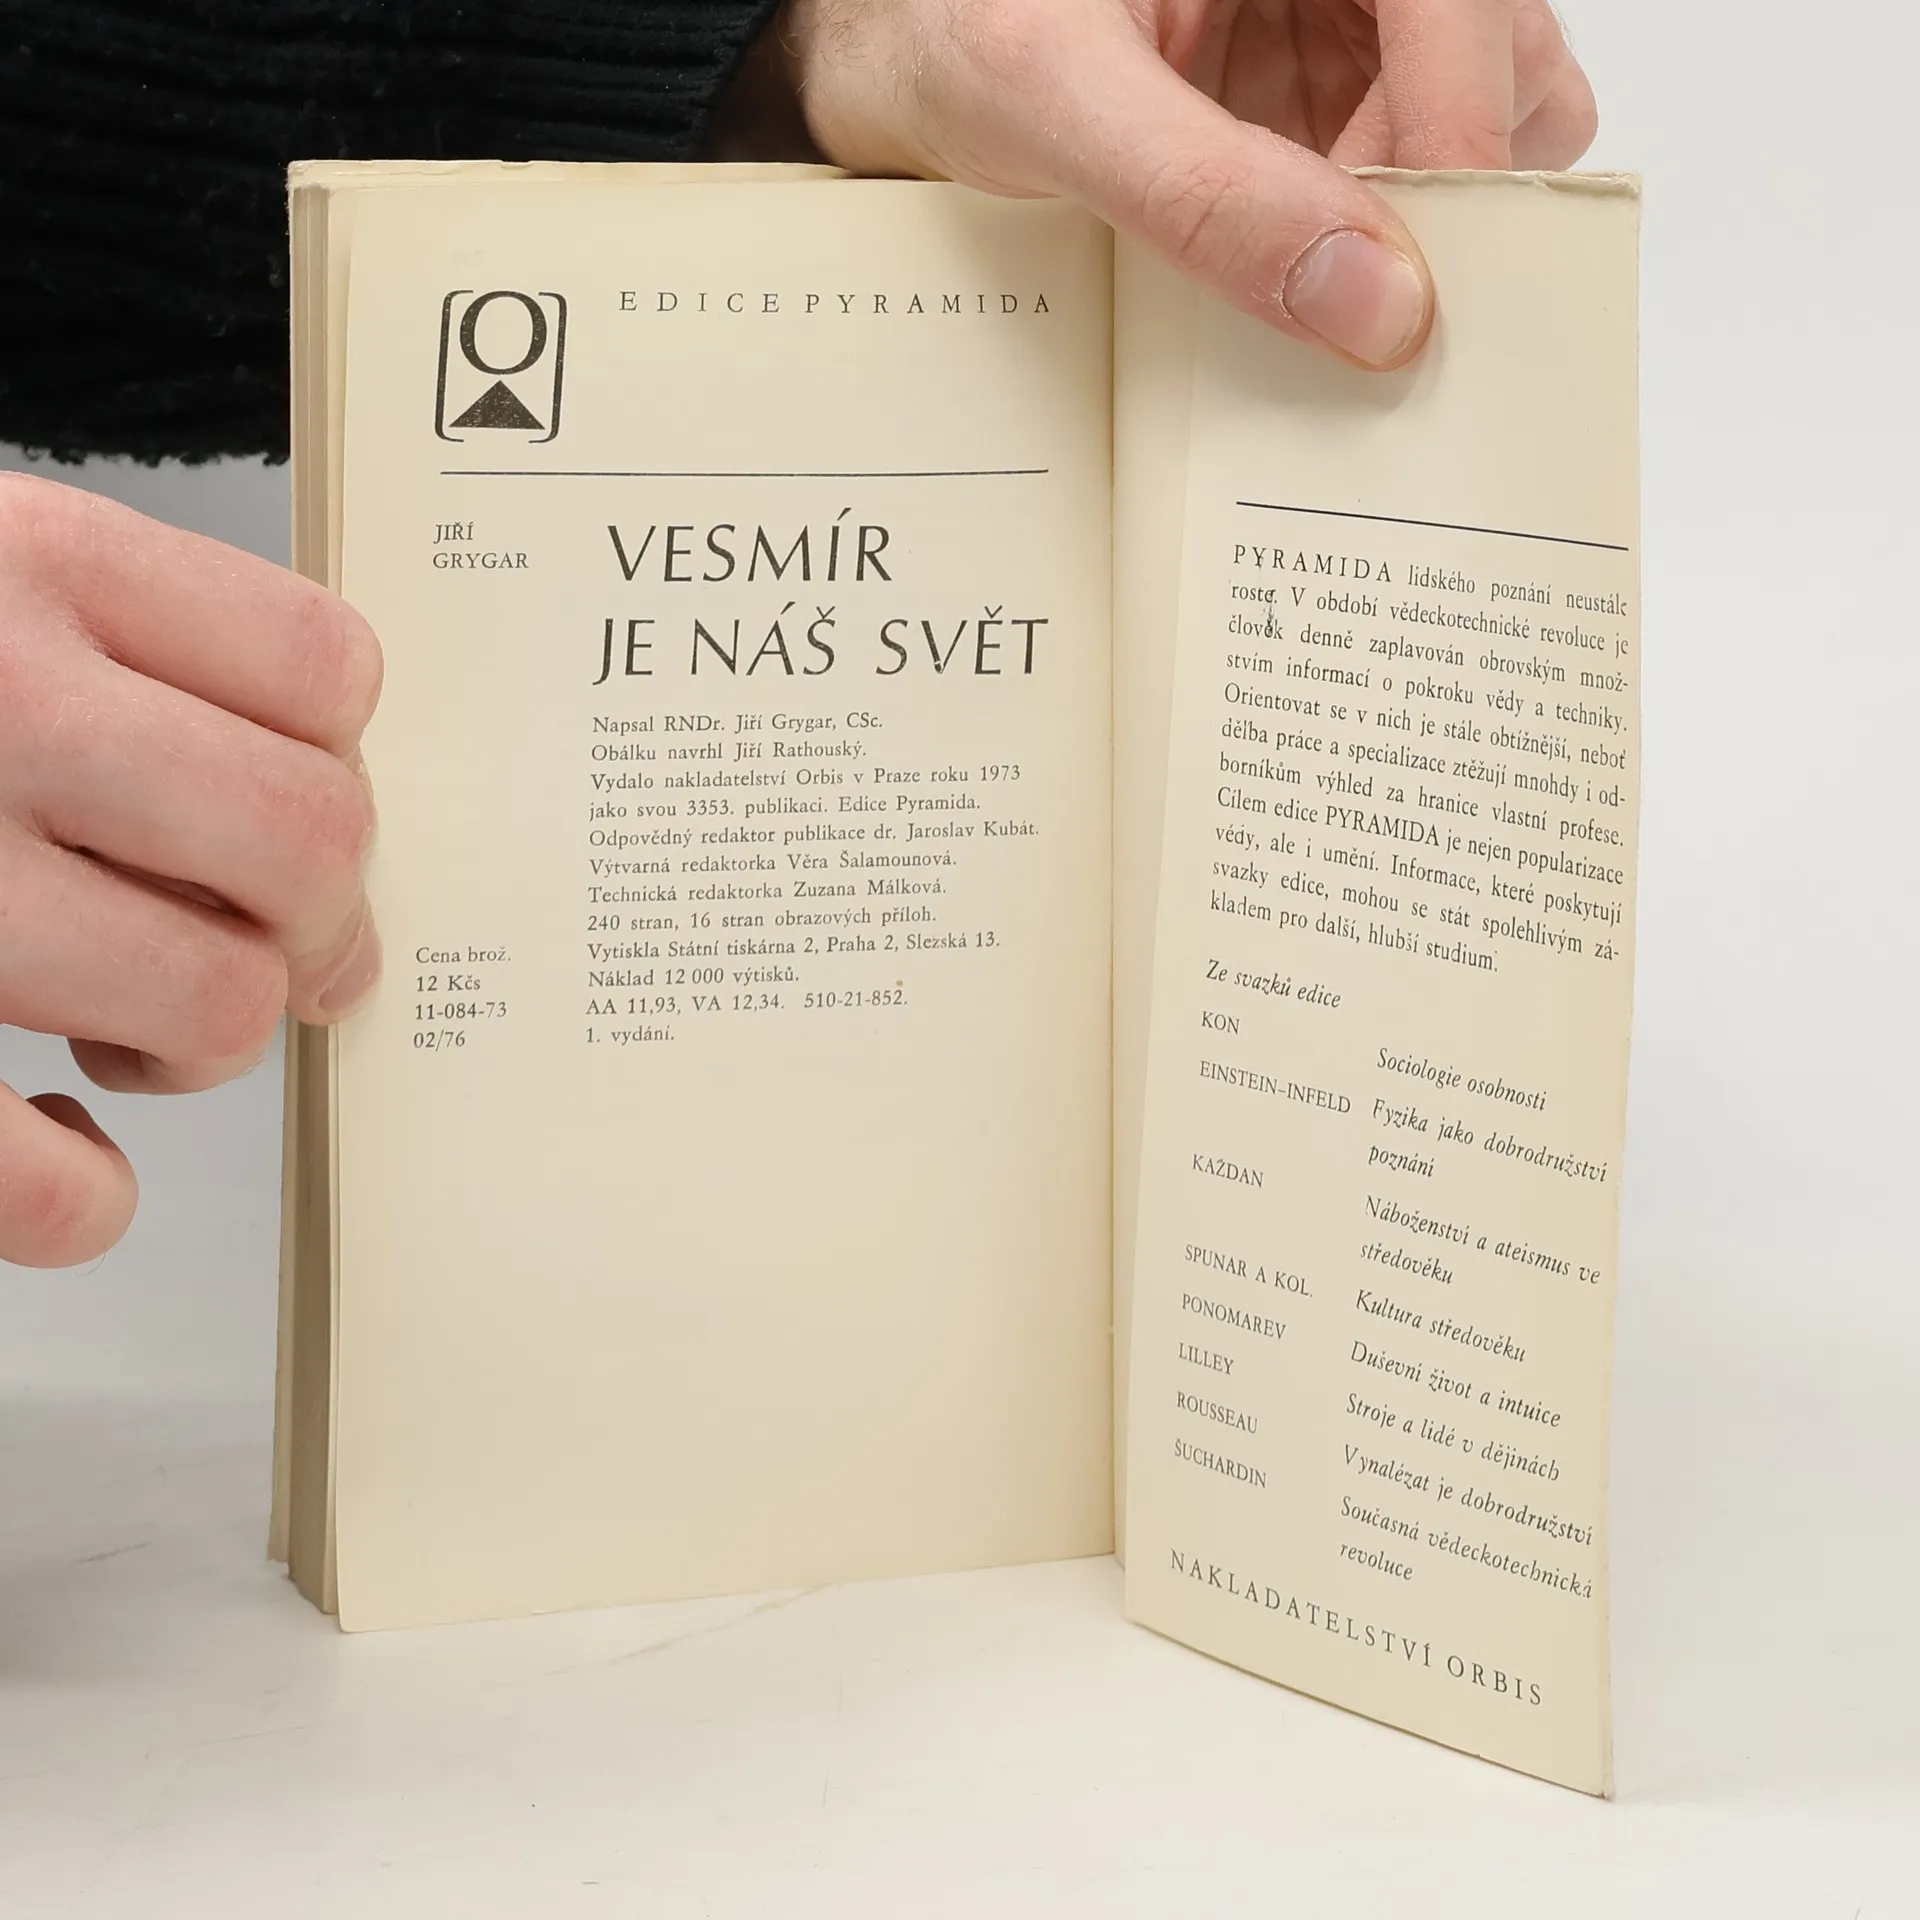 EDICE PYRAMIDA
JIŘÍ
GRYGAR
VESMÍR
JE NÁŠ SVĚT
Napsal RNDr. Jiří Grygar, CSc.
Obálku navrhl Jiří Rathouský.
Vydalo nakladatelství Orbis v Praze roku 1973
jako svou 3353. publikaci. Edice Pyramida.
Odpovědný redaktor publikace dr. Jaroslav Kubát.
Výtvarná redaktorka Věra Šalamounová.
Technická redaktorka Zuzana Málková.
240 stran, 16 stran obrazových příloh.
Vytiskla Státní tiskárna 2, Praha 2, Slezská 13.
Náklad 12 000 výtisků.
AA 11,93, VA 12,34. 510-21-852.
1. vydání.
Cena brož.
12 Kčs
11-084-73
02/76
PYRAMIDA lidského poznání neustále
roste. V období vědeckotechnické revoluce je
člověk denně zaplavován obrovským množ-
stvím informací o pokroku vědy a techniky.
Orientovat se v nich je stále obtížnější, neboť
dělba práce a specializace ztěžují mnohdy i od-
borníkům výhled za hranice vlastní profese.
Cílem edice PYRAMIDA je nejen popularizace
vědy, ale i umění. Informace, které poskytují
svazky edice, mohou se stát spolehlivým zá-
kladem pro další, hlubší studium.
Ze svazků edice
KON
Sociologie osobnosti
EINSTEIN–INFELD Fyzika jako dobrodružství
poznání
KAŽDAN
Náboženství a ateismus ve
středověku
SPUNAR A KOL.
Kultura středověku
PONOMAREV
Duševní život a intuice
LILLEY
Stroje a lidé v dějinách
ROUSSEAU
Vynalézat je dobrodružství
ŠUCHARDIN
Současná vědeckotechnická
revoluce
NAKLADATELSTVÍ ORBIS